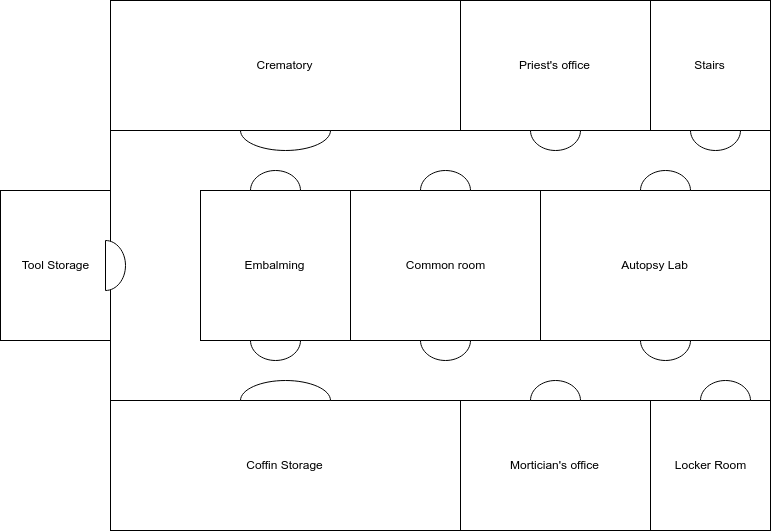 Crematory
Priest's office
Stairs
Tool Storage
Embalming
Common room
Autopsy Lab
Coffin Storage
Mortician's office
Locker Room